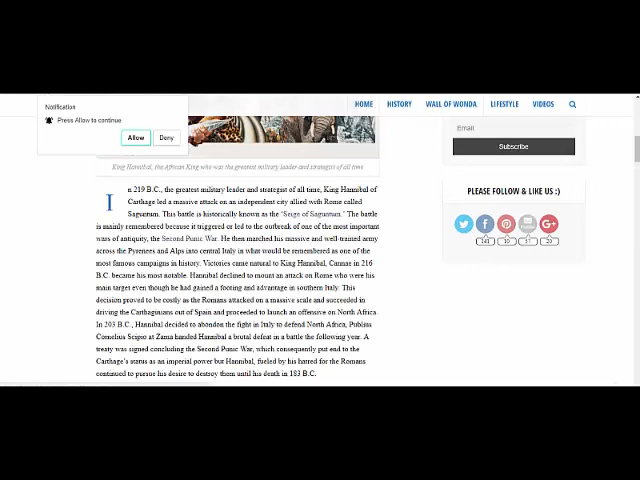 Notification
Press Allow to continue
Allow Deny
HOME HISTORY WALL OF WONDA LIFESTYLE VIDEOS
King Hannibal, the African King who was the greatest military leader and strategist of all time
In 219 B.C., the greatest military leader and strategist of all time, King Hannibal of
Carthage led a massive attack on an independent city allied with Rome called
Saguntum. This battle is historically known as the 'Seige of Saguntum.' The battle
is mainly remembered because it triggered or led to the outbreak of one of the most important
wars of antiquity, the Second Punic War. He then marched his massive and well-trained army
across the Pyrenees and Alps into central Italy in what would be remembered as one of the
most famous campaigns in history. Victories came natural to King Hannibal, Cannae in 216
B.C. became his most notable. Hannibal declined to mount an attack on Rome who were his
main target even though he had gained a footing and advantage in southern Italy. This
decision proved to be costly as the Romans attacked on a massive scale and succeeded in
driving the Carthaginians out of Spain and proceeded to launch an offensive on North Africa.
In 203 B.C., Hannibal decided to abandon the fight in Italy to defend North Africa, Publius
Cornelius Scipio at Zama handed Hannibal a brutal defeat in a battle the following year. A
treaty was signed concluding the Second Punic War, which consequently put end to the
Carthage's status as an imperial power but Hannibal, fueled by his hatred for the Romans
continued to pursue his desire to destroy them until his death in 183 B.C.
Email
Subscribe
PLEASE FOLLOW & LIKE US :)